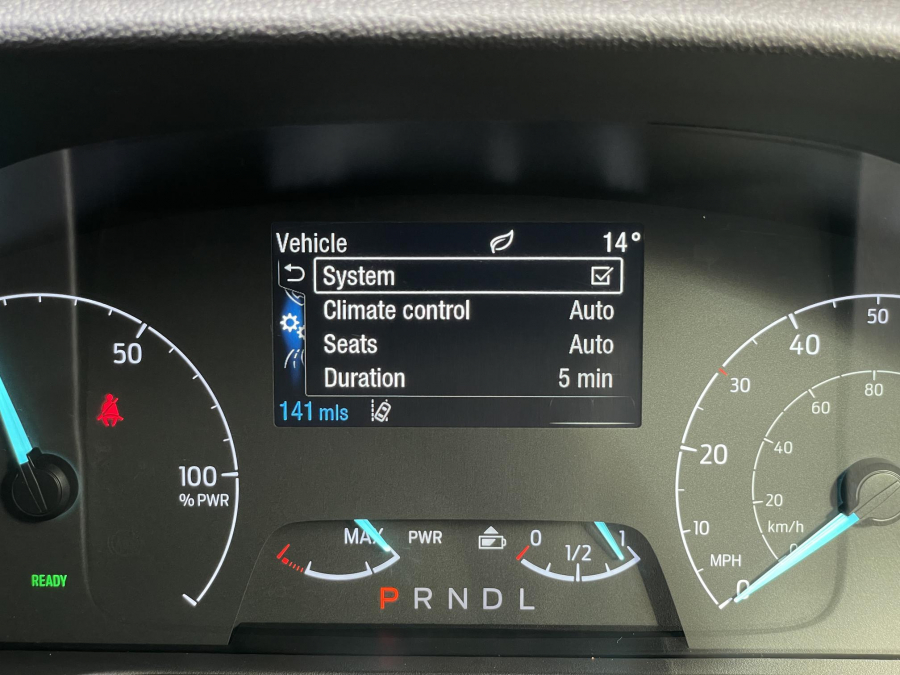 Vehicle 14°
System
Climate control Auto
Seats Auto
Duration 5 min
141 mls
50
100
% PWR
READY
MAX PWR
0 1/2 1
P R N D L
50
40
30
20
10
0
MPH
80
60
40
20
0
km/h